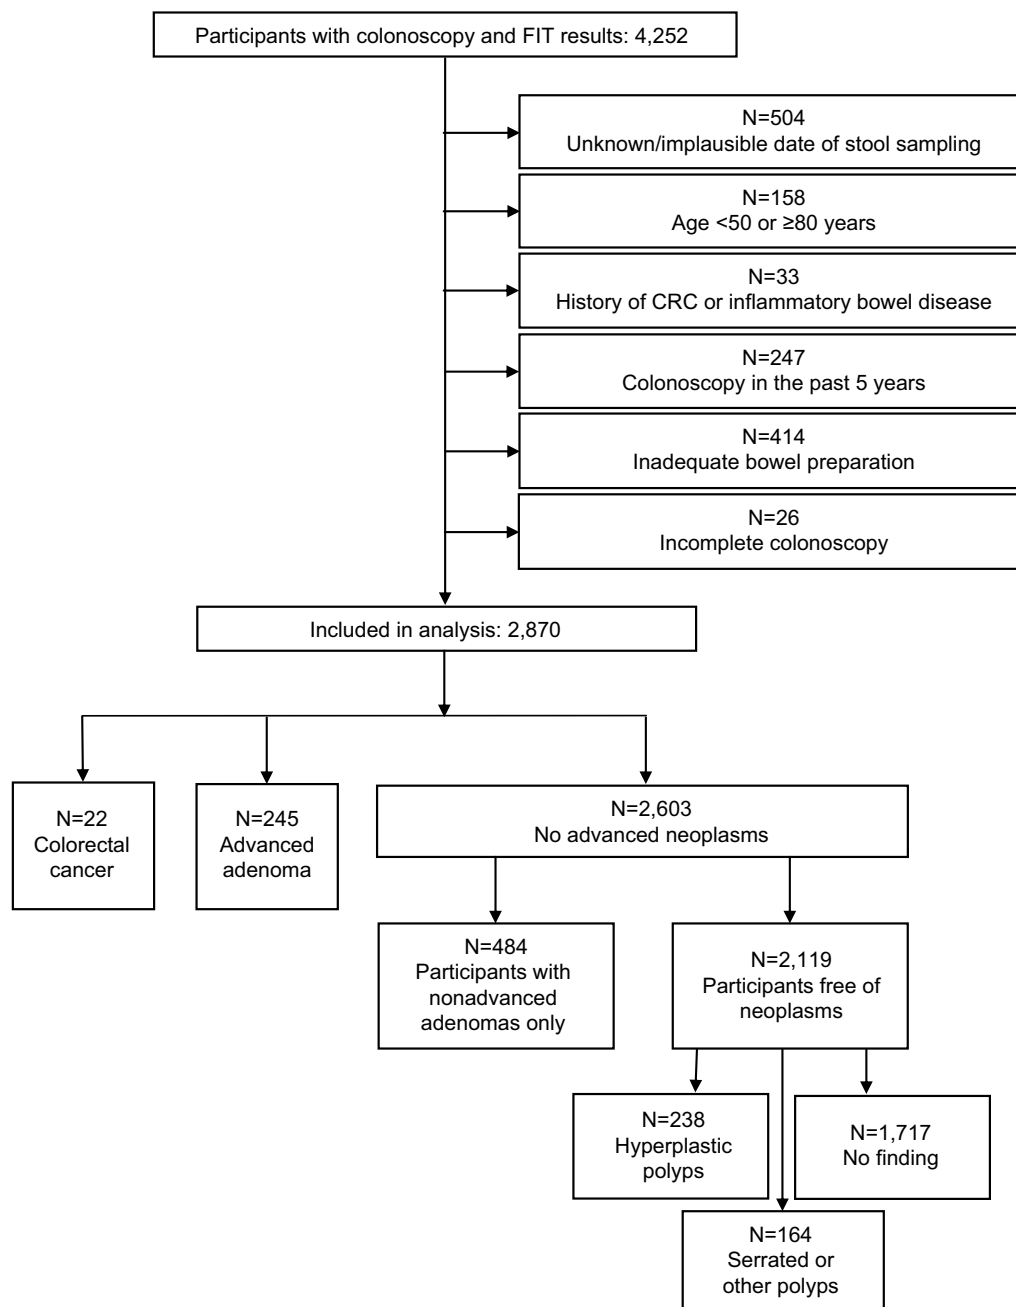 Participants with colonoscopy and FIT results: 4,252
N=504
Unknown/implausible date of stool sampling
N=158
Age <50 or ≥80 years
N=33
History of CRC or inflammatory bowel disease
N=247
Colonoscopy in the past 5 years
N=414
Inadequate bowel preparation
N=26
Incomplete colonoscopy
Included in analysis: 2,870
N=22
Colorectal
cancer
N=245
Advanced
adenoma
N=2,603
No advanced neoplasms
N=484
Participants with
nonadvanced
adenomas only
N=2,119
Participants free of
neoplasms
N=238
Hyperplastic
polyps
N=1,717
No finding
N=164
Serrated or
other polyps